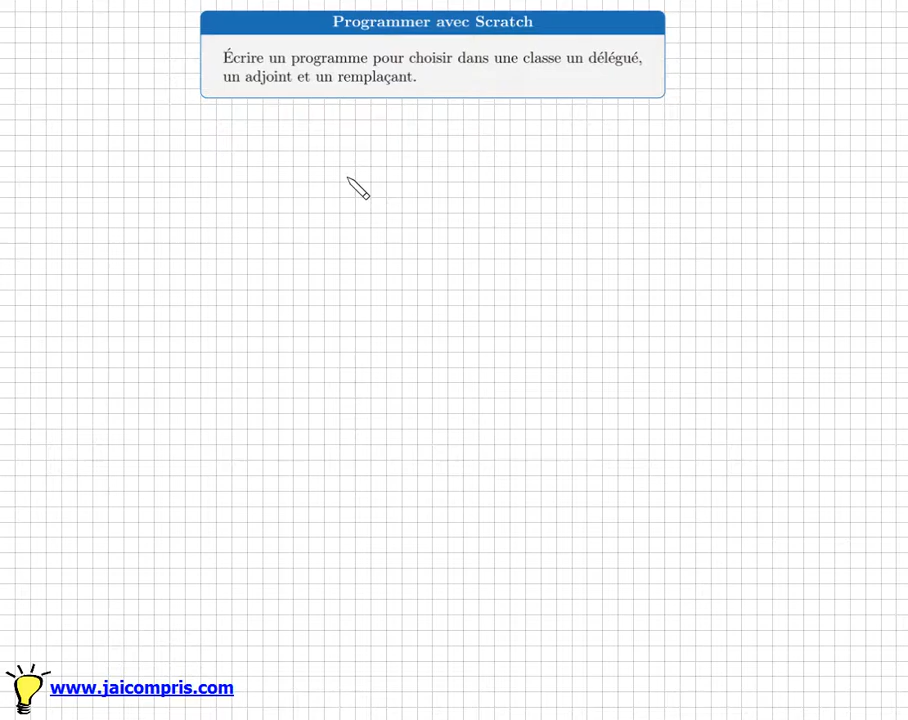 Programmer avec Scratch
Écrire un programme pour choisir dans une classe un délégué,
un adjoint et un remplaçant.
www.jaicompris.com